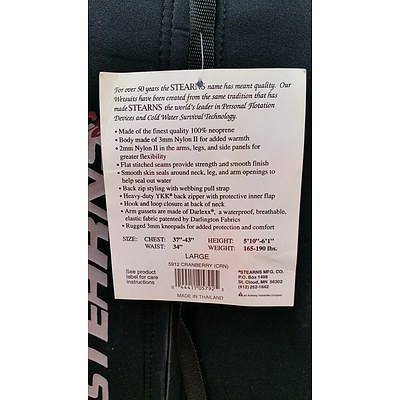 For over 50 years the STEARNS name has meant quality. Our
Wetsuits have been created from the same tradition that has
made STEARNS the world's leader in Personal Flotation
Devices and Cold Water Survival Technology.
• Made of the finest quality 100% neoprene
• Body made of 3mm Nylon II for added warmth
• 2mm Nylon II in the arms, legs, and side panels for
greater flexibility
• Flat stitched seams provide strength and smooth finish
• Smooth skin seals around neck, leg, and arm openings to
help seal out water
• Back zip styling with webbing pull strap
• Heavy-duty YKK® back zipper with protective inner flap
• Hook and loop closure at back of neck
• Arm gussets are made of Darlexx®, a waterproof, breathable,
elastic fabric patented by Darlington Fabrics
• Rugged 3mm kneepads for added protection and comfort
SIZE: CHEST: 37"-43" HEIGHT: 5'10"-6'1"
WAIST: 34" WEIGHT: 165-190 lbs.
LARGE
5912 CRANBERRY (CRN)
See product
label for care
instructions
MADE IN THAILAND
®STEARNS MFG. CO.
P.O. Box 1498
St. Cloud, MN 56302
(612) 252-1642
STEARNS